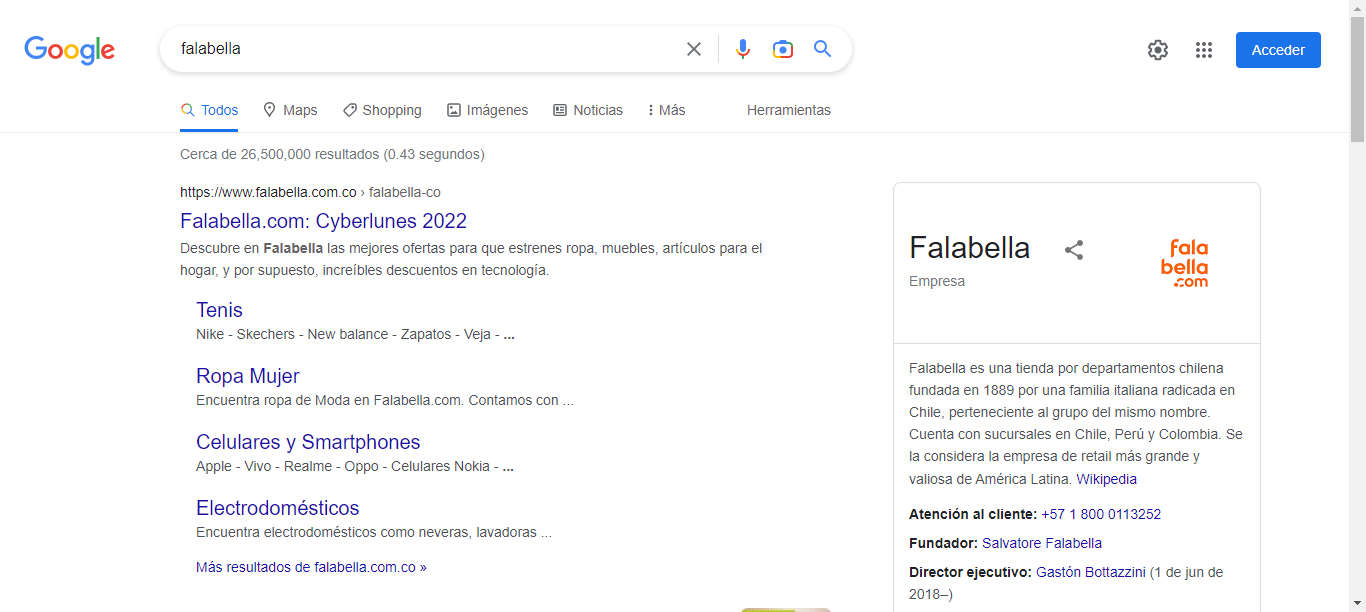 Google
falabella
Acceder
Todos
Maps
Shopping
Imágenes
Noticias
Más
Herramientas
Cerca de 26,500,000 resultados (0.43 segundos)
https://www.falabella.com.co › falabella-co
Falabella.com: Cyberlunes 2022
Descubre en Falabella las mejores ofertas para que estrenes ropa, muebles, artículos para el
hogar, y por supuesto, increíbles descuentos en tecnología.
Tenis
Nike - Skechers - New balance - Zapatos - Veja - ...
Ropa Mujer
Encuentra ropa de Moda en Falabella.com. Contamos con ...
Celulares y Smartphones
Apple - Vivo - Realme - Oppo - Celulares Nokia - ...
Electrodomésticos
Encuentra electrodomésticos como neveras, lavadoras ...
Más resultados de falabella.com.co »
Falabella
Empresa
fala
bella
.com
Falabella es una tienda por departamentos chilena
fundada en 1889 por una familia italiana radicada en
Chile, perteneciente al grupo del mismo nombre.
Cuenta con sucursales en Chile, Perú y Colombia. Se
la considera la empresa de retail más grande y
valiosa de América Latina. Wikipedia
Atención al cliente: +57 1 800 0113252
Fundador: Salvatore Falabella
Director ejecutivo: Gastón Bottazzini (1 de jun de
2018–)